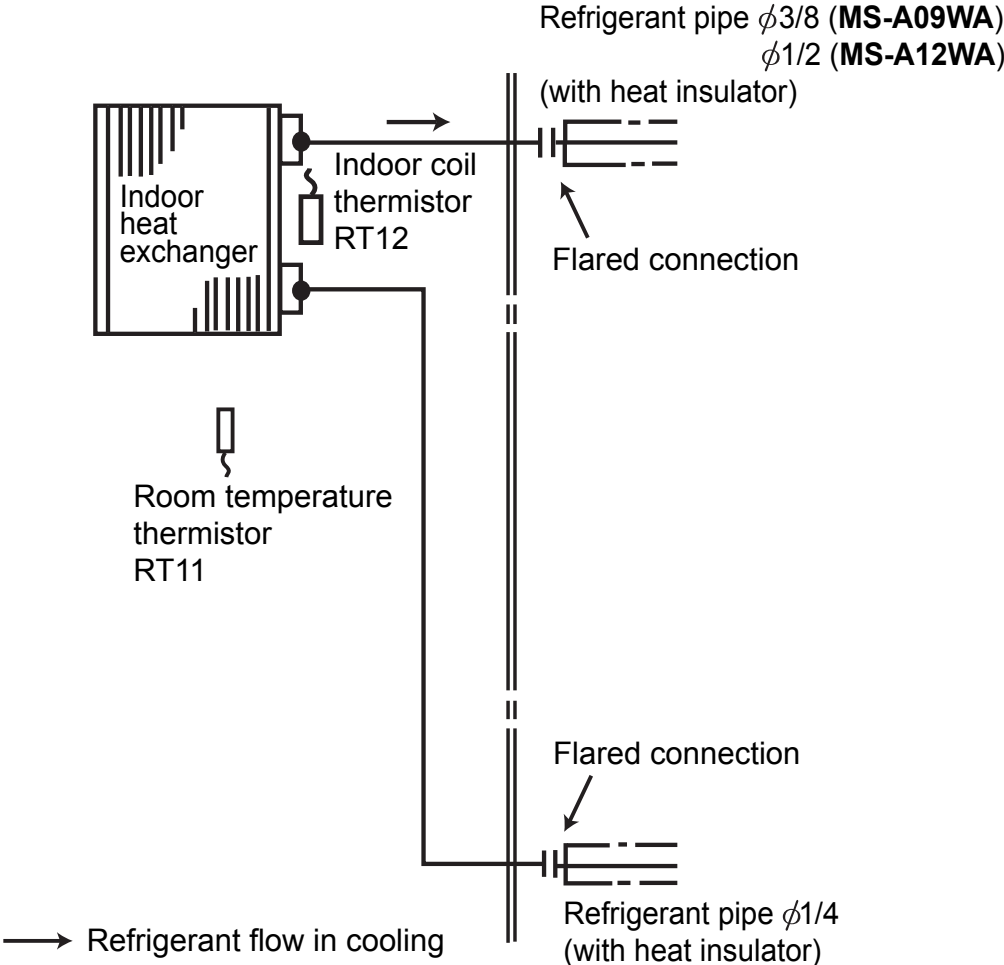 Refrigerant pipe ϕ3/8 (MS-A09WA)
ϕ1/2 (MS-A12WA)
(with heat insulator)
Indoor coil
thermistor
RT12
Indoor
heat
exchanger
Flared connection
Room temperature
thermistor
RT11
Flared connection
Refrigerant pipe ϕ1/4
(with heat insulator)
Refrigerant flow in cooling